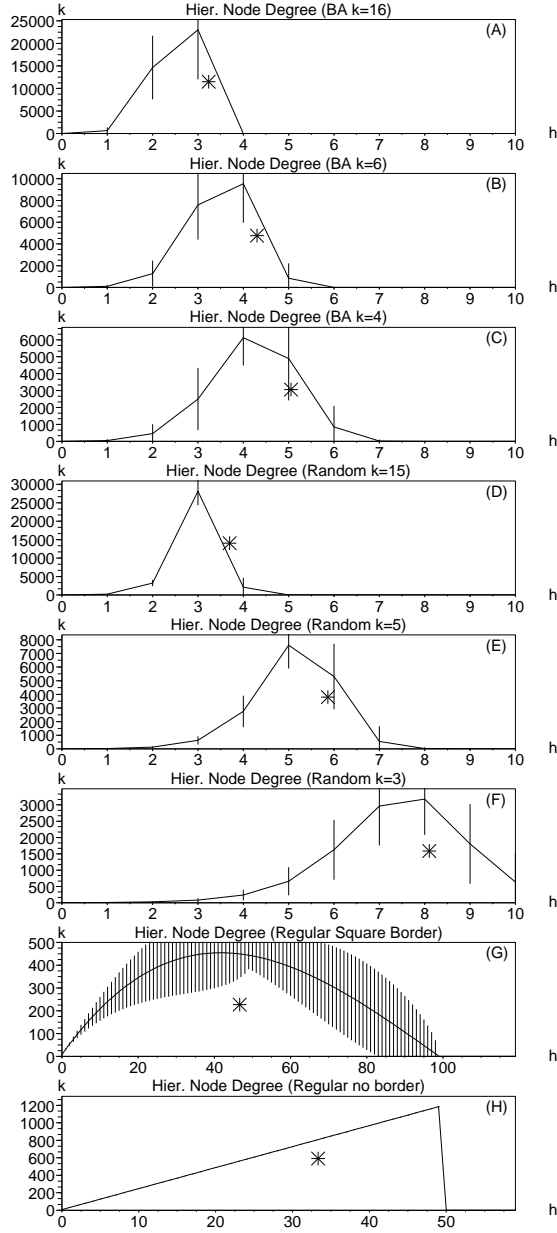 k Hier. Node Degree (BA k=16)
25000
20000
15000
10000
5000
0
(A)
0 1 2 3 4 5 6 7 8 9 10 h
k Hier. Node Degree (BA k=6)
10000
8000
6000
4000
2000
0
(B)
0 1 2 3 4 5 6 7 8 9 10 h
k Hier. Node Degree (BA k=4)
6000
5000
4000
3000
2000
1000
0
(C)
0 1 2 3 4 5 6 7 8 9 10 h
k Hier. Node Degree (Random k=15)
30000
25000
20000
15000
10000
5000
0
(D)
0 1 2 3 4 5 6 7 8 9 10 h
k Hier. Node Degree (Random k=5)
8000
7000
6000
5000
4000
3000
2000
1000
0
(E)
0 1 2 3 4 5 6 7 8 9 10 h
k Hier. Node Degree (Random k=3)
3000
2500
2000
1500
1000
500
0
(F)
0 1 2 3 4 5 6 7 8 9 10 h
k Hier. Node Degree (Regular Square Border)
500
400
300
200
100
0
(G)
0 20 40 60 80 100 h
k Hier. Node Degree (Regular no border)
1200
1000
800
600
400
200
0
(H)
0 10 20 30 40 50 h